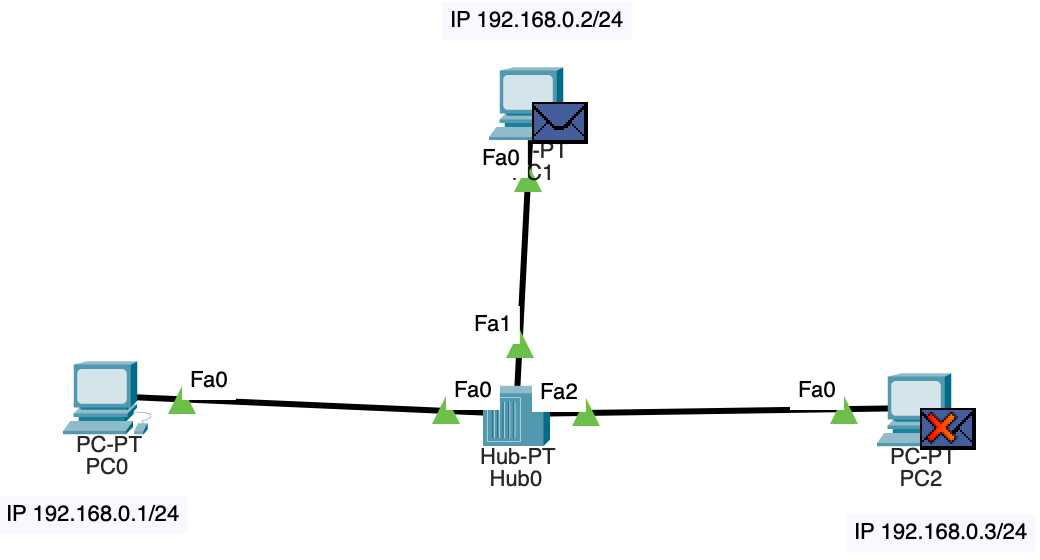 IP 192.168.0.2/24
Fa0
-PT
C1
Fa1
Fa0
Fa0
Fa2
Fa0
PC-PT
PC0
Hub-PT
Hub0
PC-PT
PC2
IP 192.168.0.1/24
IP 192.168.0.3/24